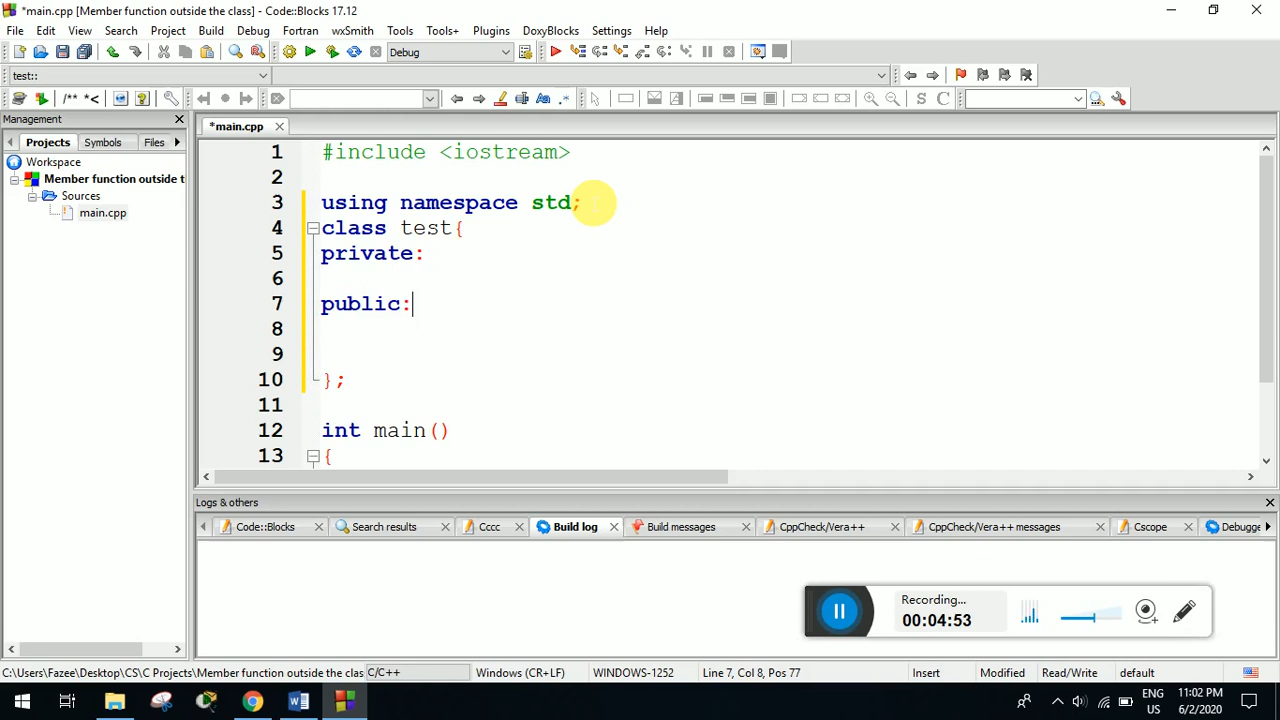 *main.cpp [Member function outside the class] - Code::Blocks 17.12
File Edit View Search Project Build Debug Fortran wxSmith Tools Tools+ Plugins DoxyBlocks Settings Help
Debug
test::
/** *<
S C
Management
Projects Symbols Files
*main.cpp
Workspace
Member function outside t
Sources
main.cpp
1 #include <iostream>
2
3 using namespace std;
4 class test{
5 private:
6
7 public:
8
9
10 };
11
12 int main()
13 {
Logs & others
Code::Blocks Search results Cccc Build log Build messages CppCheck/Vera++ CppCheck/Vera++ messages Cscope Debugge
Recording...
00:04:53
C:\Users\Fazee\Desktop\CS\C Projects\Member function outside the clas C/C++ Windows (CR+LF) WINDOWS-1252 Line 7, Col 8, Pos 77 Insert Modified Read/Write default
ENG
US
11:02 PM
6/2/2020